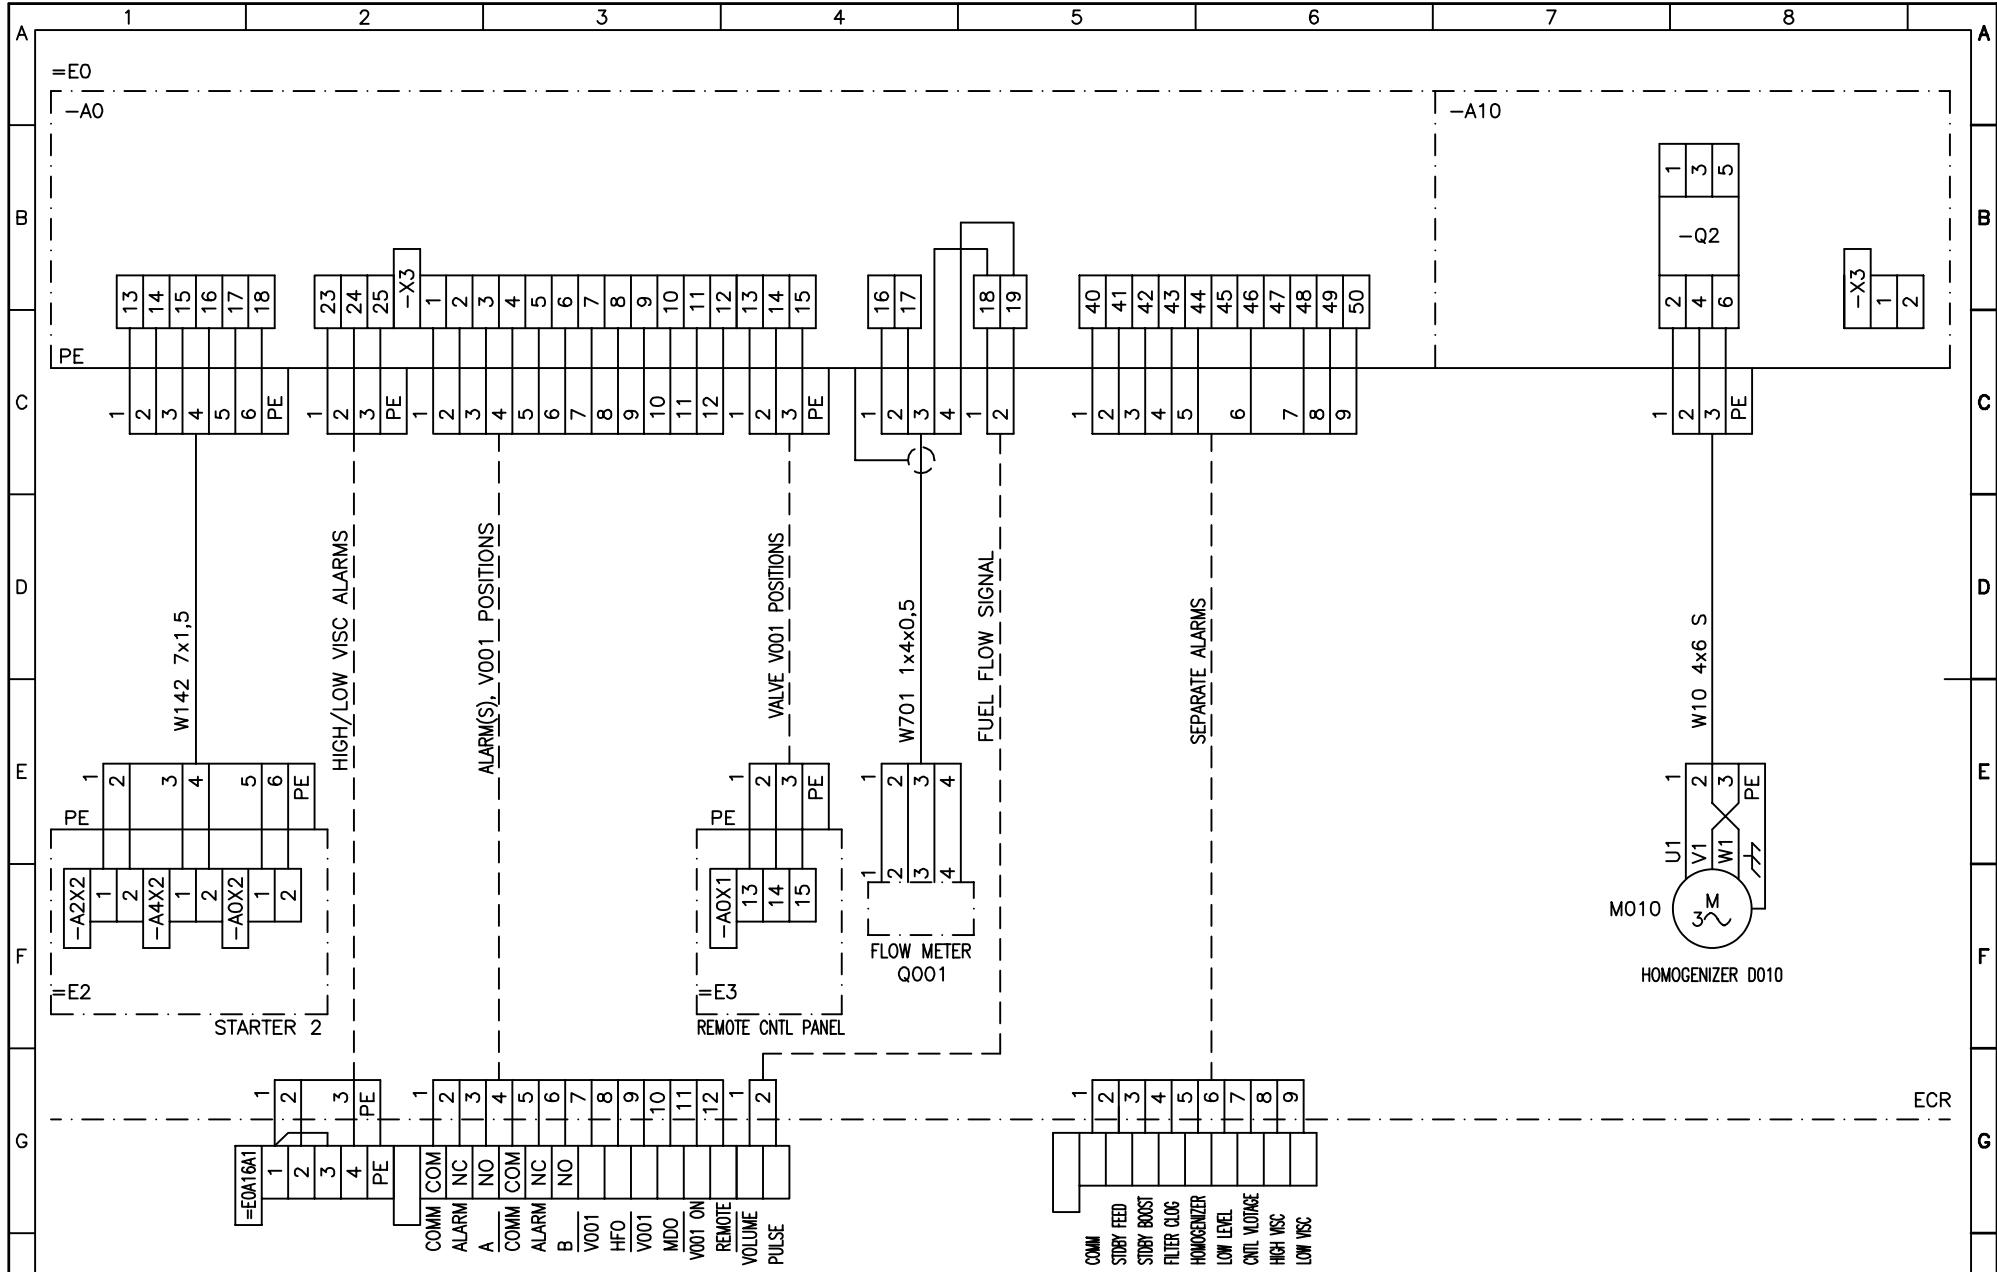 1 2 3 4 5 6 7 8
A A
=E0
-A0 -A10
1 3 5
B -Q2 B
13 14 15 16 17 18 23 24 25 -X3 1 2 3 4 5 6 7 8 9 10 11 12 13 14 15 16 17 18 19 40 41 42 43 44 45 46 47 48 49 50 2 4 6 -X3 1 2
PE
C C
1 2 3 4 5 6 PE 1 2 3 PE 1 2 3 4 5 6 7 8 9 10 11 12 1 2 3 PE 1 2 3 4 1 2 1 2 3 4 5 6 7 8 9 1 2 3 PE
D D
W142 7x1,5
HIGH/LOW VISC ALARMS
ALARM(S), V001 POSITIONS
VALVE V001 POSITIONS
W701 1x4x0,5
FUEL FLOW SIGNAL
SEPARATE ALARMS
W10 4x6 S
E E
1 2 3 4 5 6 PE 1 2 3 PE 1 2 3 4 1 2 3 PE
PE PE
U1 V1 W1
-A2X2 1 2 -A4X2 1 2 -A0X2 1 2 -A0X1 13 14 15 1 2 3 4
M010 M
3~
F F
FLOW METER
Q001
HOMOGENIZER D010
=E2 =E3
STARTER 2 REMOTE CNTL PANEL
1 2 3 PE 1 2 3 4 5 6 7 8 9 10 11 12 1 2 1 2 3 4 5 6 7 8 9
ECR
G G
=E0A16A1 1 2 3 4 PE COM NC NO COM NC NO
COMM
ALARM
A
COMM
ALARM
B
V001
HFO
V001
MDO
V001 ON
REMOTE
VOLUME
PULSE
COMM
STDBY FEED
STDBY BOOST
FILTER CLOG
HOMOGENIZER
LOW LEVEL
CNTL VLOTAGE
HIGH VISC
LOW VISC